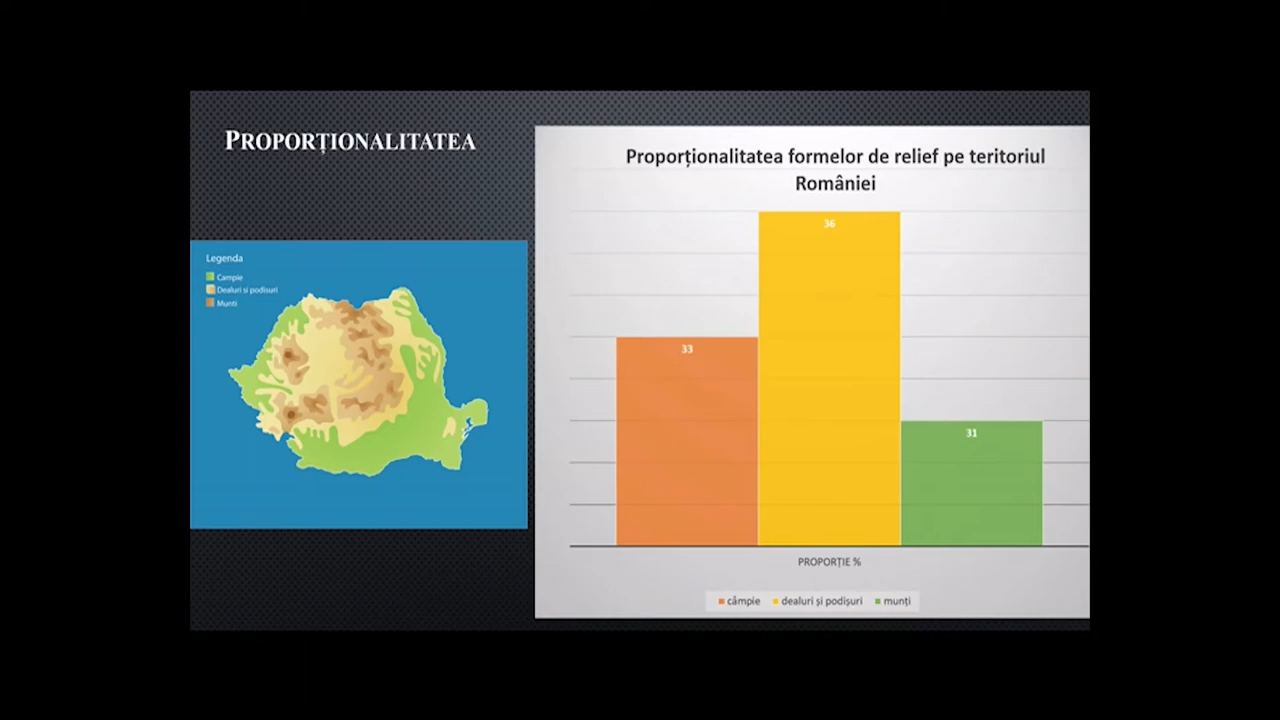 PROPORȚIONALITATEA
Legenda
Campie
Dealuri si podisuri
Munti
Proporționalitatea formelor de relief pe teritoriul
României
33
36
31
PROPORȚIE %
câmpie dealuri și podișuri munți